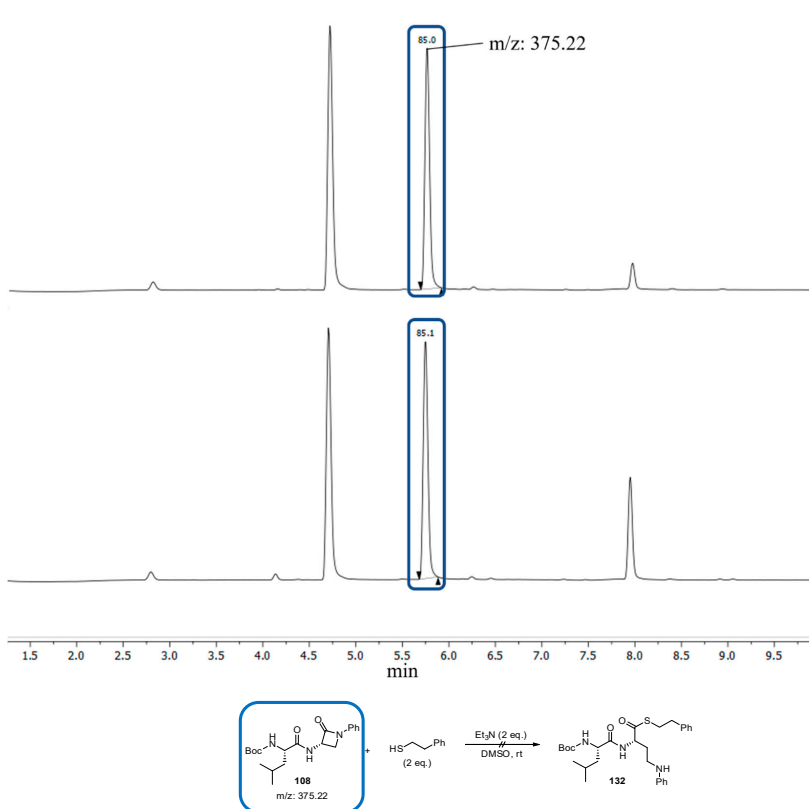 85.0
m/z: 375.22
85.1
1.5 2.0 2.5 3.0 3.5 4.0 4.5 5.0 5.5 6.0 6.5 7.0 7.5 8.0 8.5 9.0 9.5
min
Boc H N O N H O N Ph
108
m/z: 375.22
+
HS Ph
(2 eq.)
Et₃N (2 eq.)
DMSO, rt
Boc H N O N H O S Ph N H Ph
132